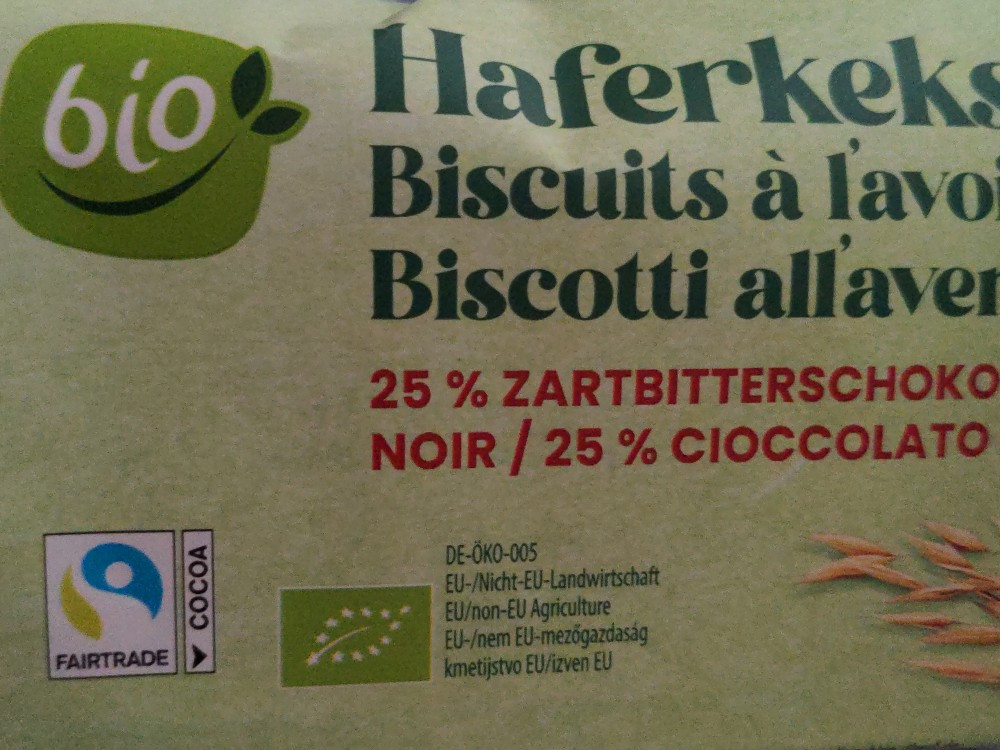 bio
Haferkeks
Biscuits à l'avoi
Biscotti all'aven
25 % ZARTBITTERSCHOKO
NOIR / 25 % CIOCCOLATO
FAIRTRADE
COCOA
DE-ÖKO-005
EU-/Nicht-EU-Landwirtschaft
EU/non-EU Agriculture
EU-/nem EU-mezőgazdaság
kmetijstvo EU/izven EU